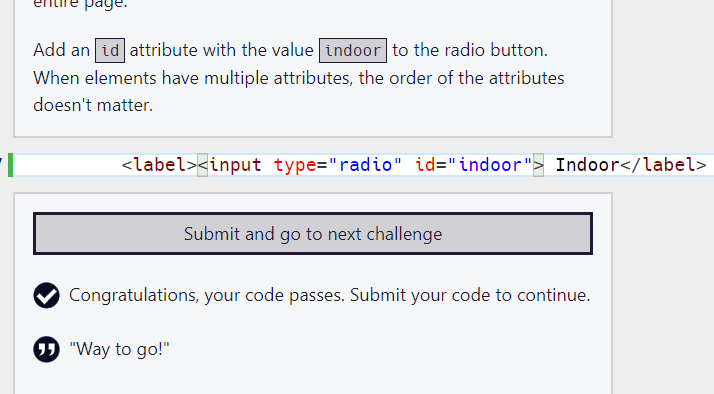 entire page.
Add an id attribute with the value indoor to the radio button.
When elements have multiple attributes, the order of the attributes
doesn't matter.
<label><input type="radio" id="indoor"> Indoor</label>
Submit and go to next challenge
Congratulations, your code passes. Submit your code to continue.
"Way to go!"